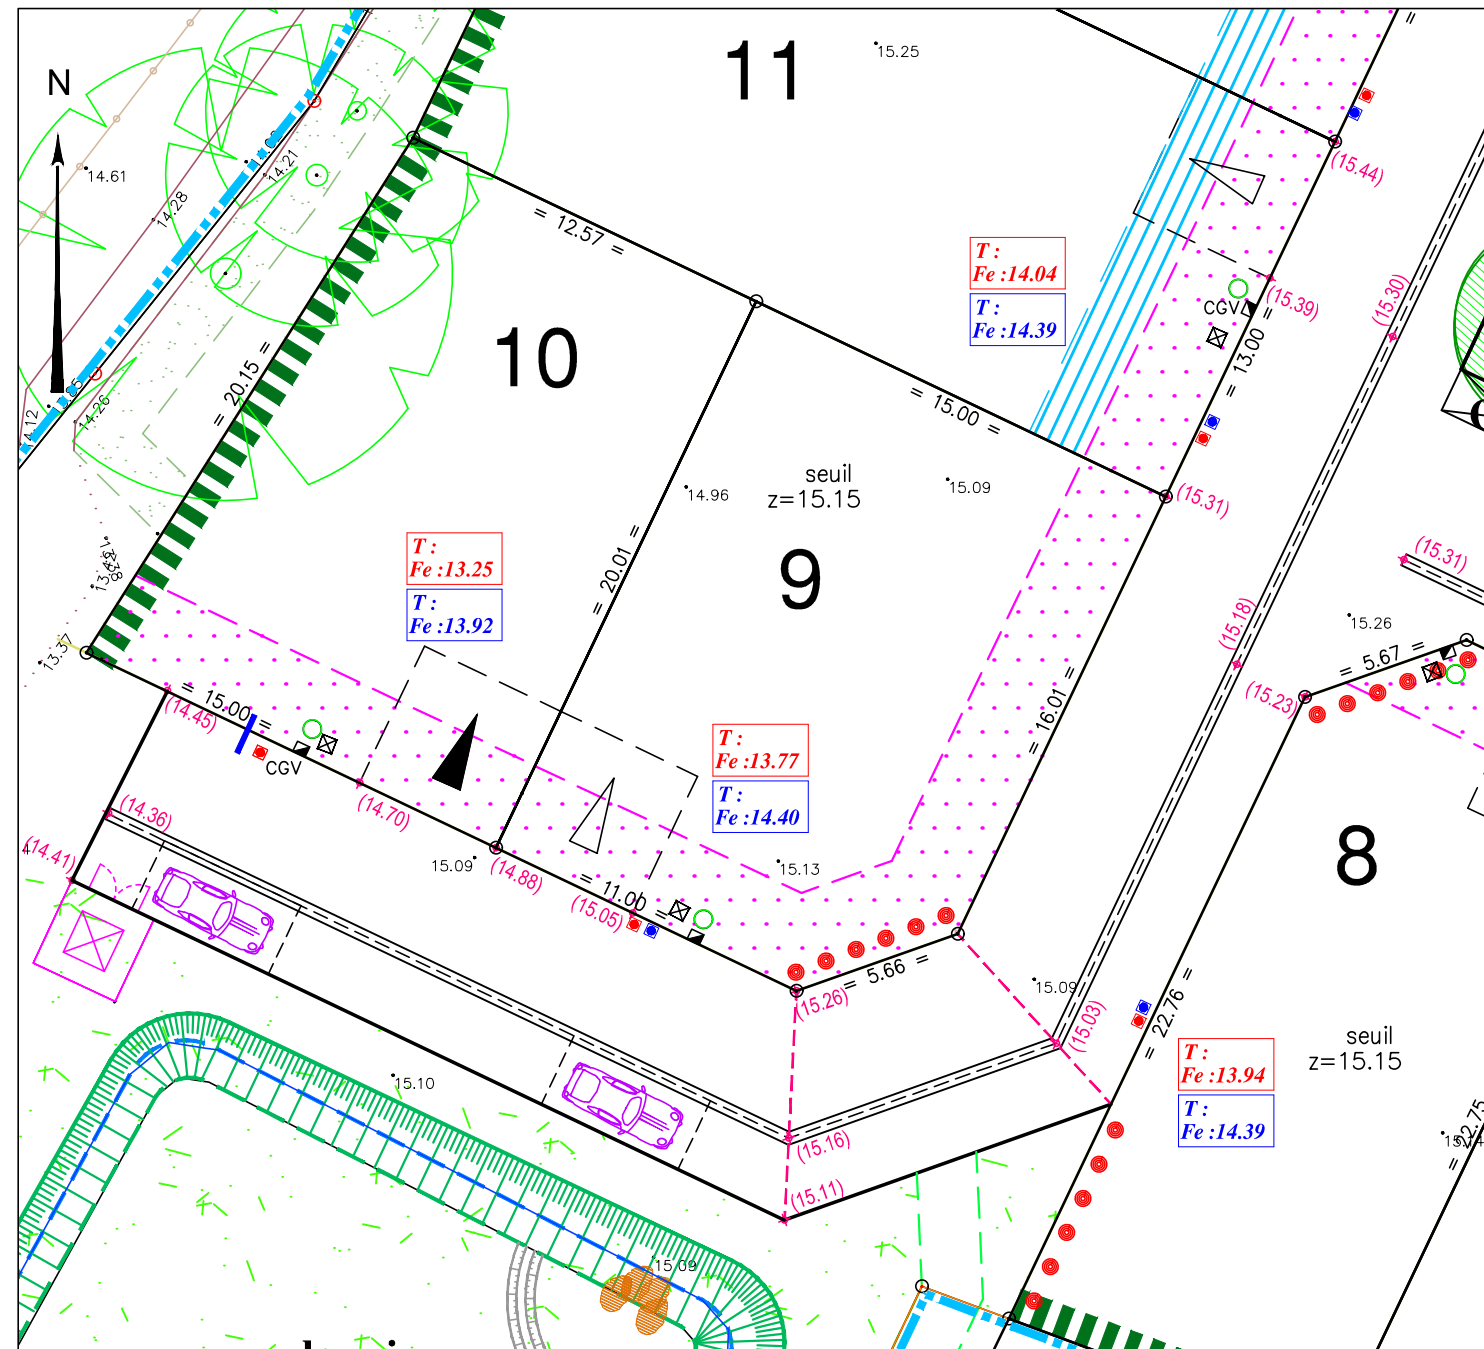 11
15.25
N
14.61
14.28
14.21
(15.44)
= 12.57 =
T :
Fe :14.04
T :
Fe :14.39
CGV
(15.39)
= 13.00 =
(15.30)
10
= 20.15 =
14.26
14.12
= 15.00 =
seuil
z=15.15
15.09
14.96
(15.31)
(15.31)
T :
Fe :13.25
T :
Fe :13.92
9
= 20.01 =
13.37
(15.18)
15.26
= 5.67 =
(15.23)
= 16.01 =
= 15.00 =
(14.45)
CGV
T :
Fe :13.77
T :
Fe :14.40
(14.70)
(14.36)
(14.41)
15.09
(14.88)
15.13
8
= 11.00 =
(15.05)
= 5.66 =
(15.26)
15.09
(15.03)
= 22.76 =
seuil
z=15.15
T :
Fe :13.94
T :
Fe :14.39
15.10
(15.16)
(15.11)
15.09